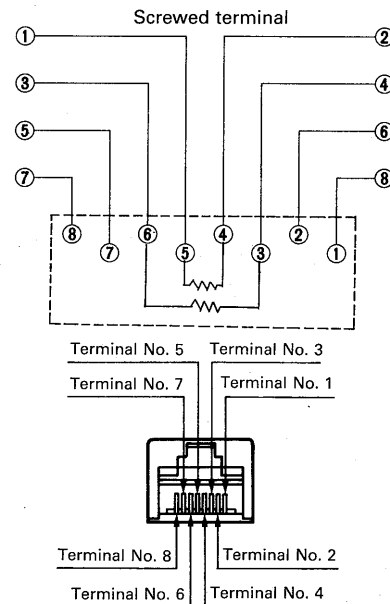 Screwed terminal
① ②
③ ④
⑤ ⑥
⑦ ⑧
⑧ ⑥ ④ ②
⑦ ⑤ ③ ①
Terminal No. 5 Terminal No. 3
Terminal No. 7 Terminal No. 1
Terminal No. 8 Terminal No. 2
Terminal No. 6 Terminal No. 4